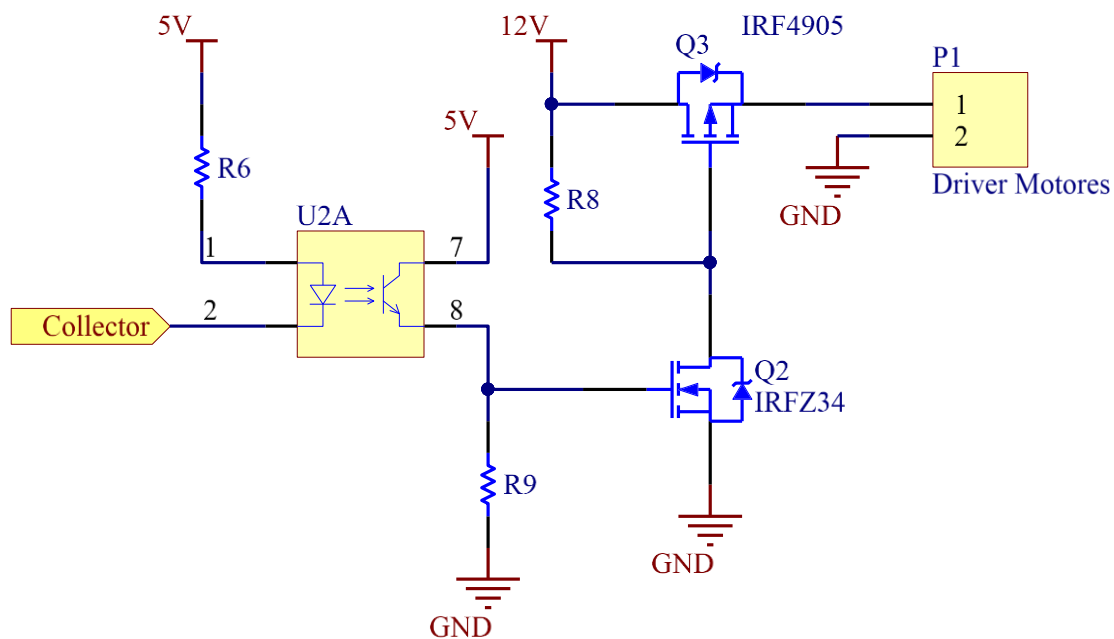 5V
12V
IRF4905
Q3
P1
1
2
Driver Motores
GND
5V
R6
R8
U2A
1
7
2
8
Collector
Q2
IRFZ34
R9
GND
GND